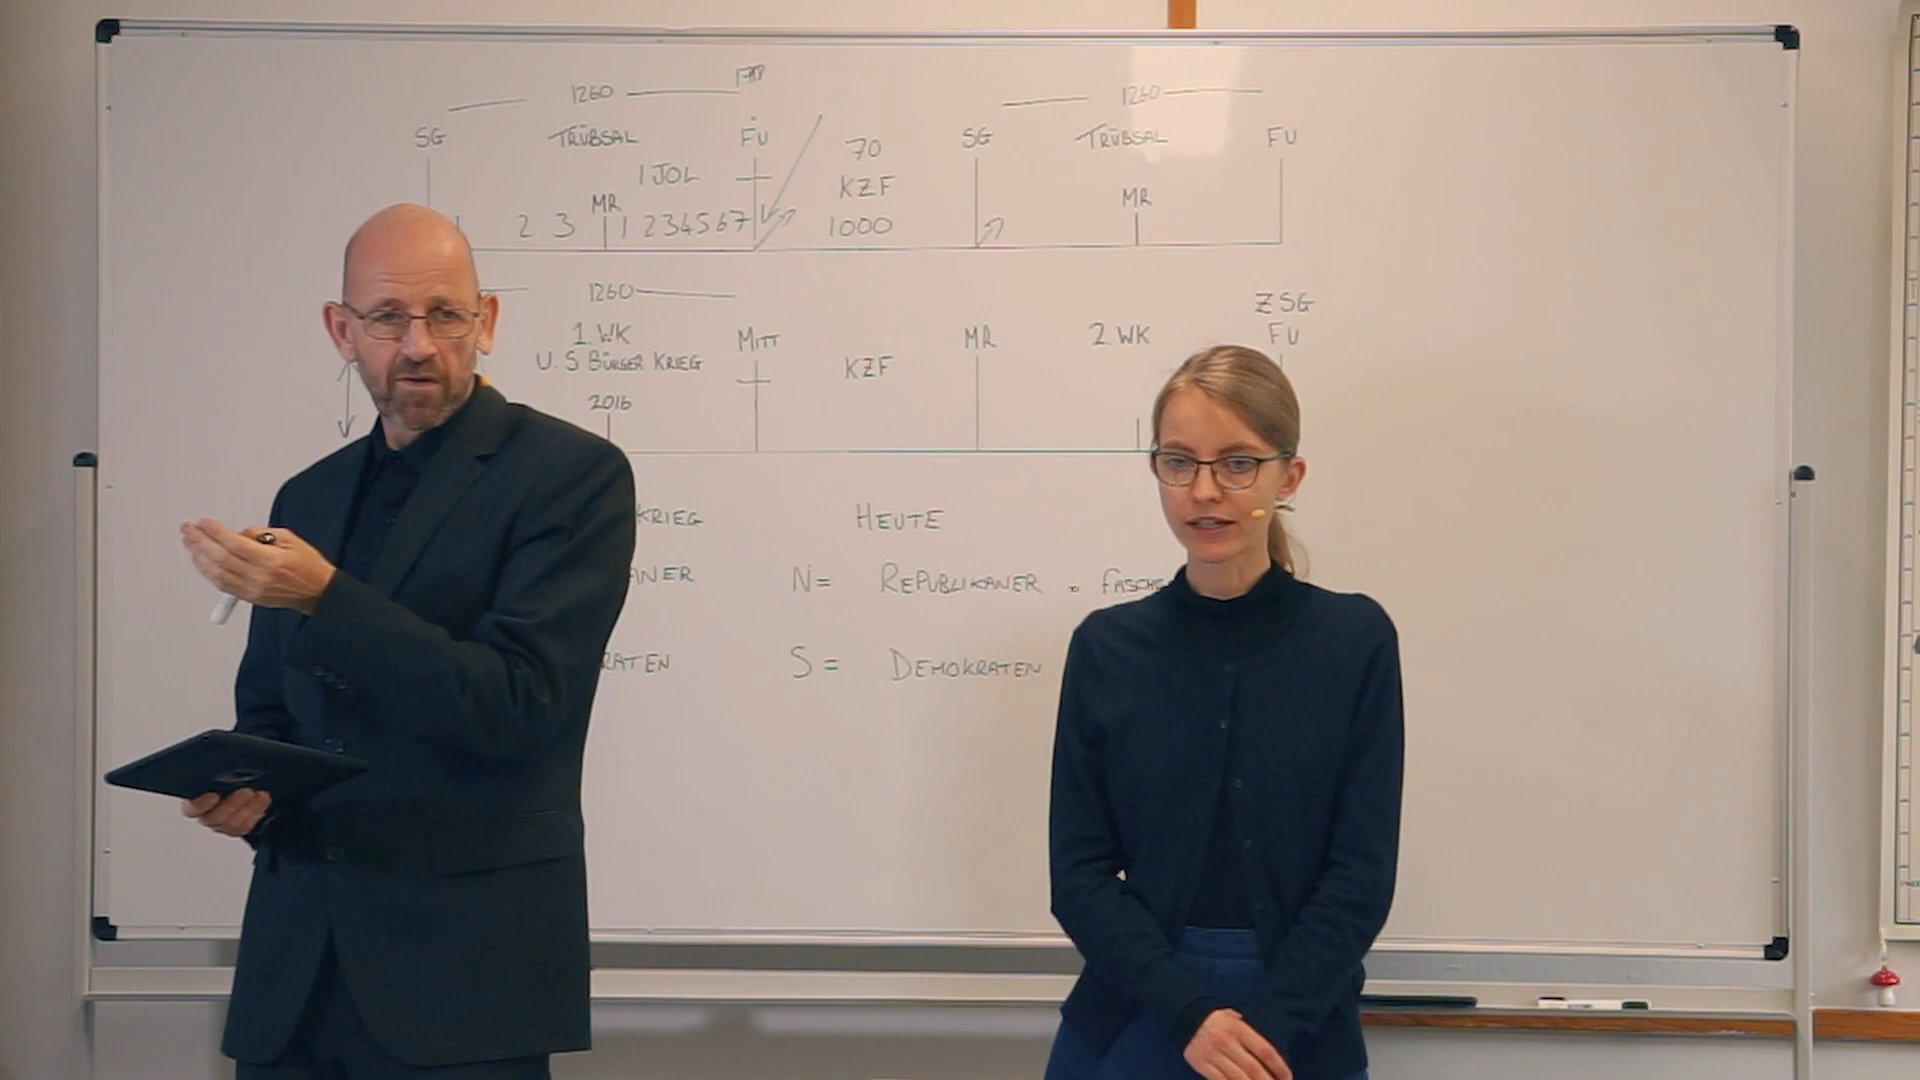 1260 1260
SG TRÜBSAL FU 70 SG TRÜBSAL FU
1 JOL KZF
MR MR
2 3 1 2 3 4 5 6 7 1000
1260
Z SG
1. WK MITT MR 2 WK FU
U.S BÜRGER KRIEG KZF
2016
KRIEG HEUTE
ANER N= REPUBLIKANER
RATEN S = DEMOKRATEN